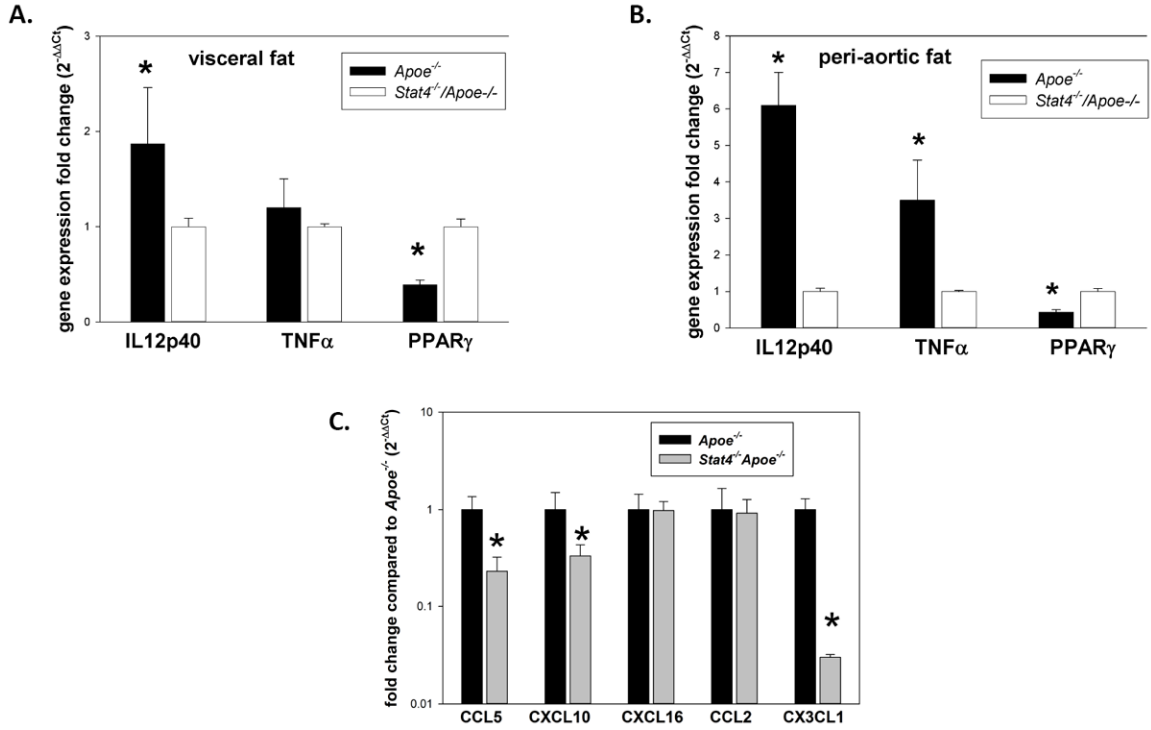 A.
gene expression fold change (2^-ΔΔCt)
3
2
1
0
visceral fat
Apoe^-/-
Stat4^-/-/Apoe-/-
*
*
IL12p40 TNFα PPARγ
B.
gene expression fold change (2^-ΔΔCt)
8
7
6
5
4
3
2
1
0
peri-aortic fat
Apoe^-/-
Stat4^-/-/Apoe-/-
*
*
*
IL12p40 TNFα PPARγ
C.
fold change compared to Apoe^-/- (2^-ΔΔCt)
10
1
0.1
0.01
Apoe^-/-
Stat4^-/-Apoe^-/-
*
*
*
CCL5 CXCL10 CXCL16 CCL2 CX3CL1